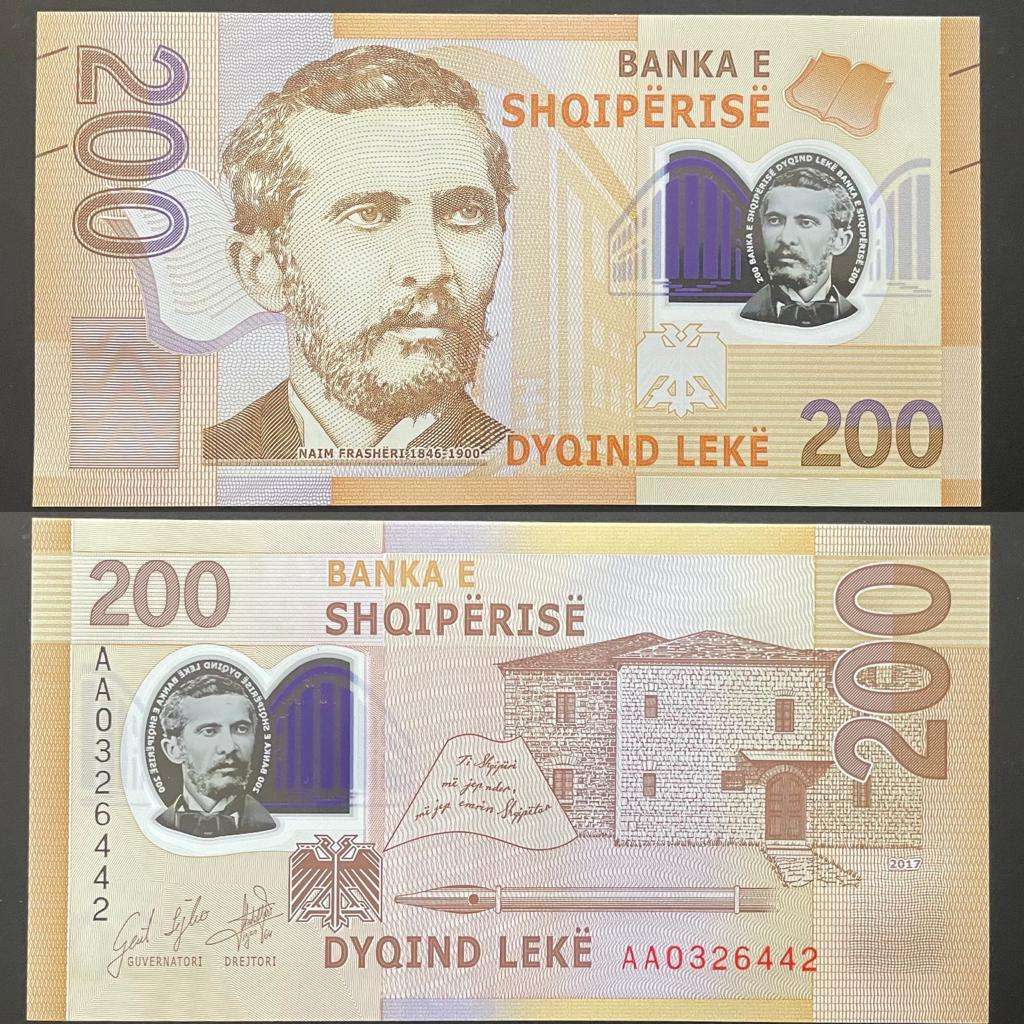 200
BANKA E
SHQIPËRISË
200 BANKA E SHQIPËRISË DYQIND LEKË BANKA E SHQIPËRISË 200
NAIM FRASHËRI 1846-1900
DYQIND LEKË
200
200
BANKA E
SHQIPËRISË
200
AA0326442
200 BANKA E SHQIPËRISË DYQIND LEKË BANKA E SHQIPËRISË 200
Ti Shqipëri
më jep nder,
më jep emrin Shqipëtar
2017
GUVERNATORI DREJTORI
DYQIND LEKË
AA0326442